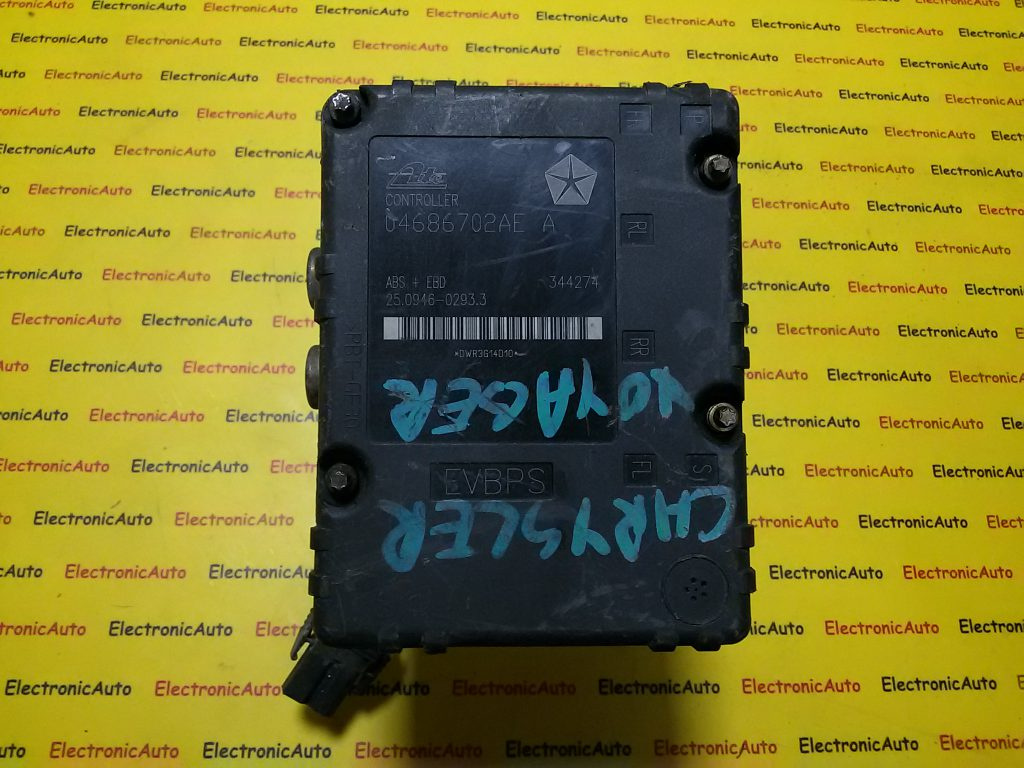 ElectronicAuto
H P
Ate
CONTROLLER
04686702AE A
RL
ABS + EBD 344274
25.0946-0293.3
RR
*DWR3G14010*
VOYAGER
FL S
EVBPS
CHRYSLER